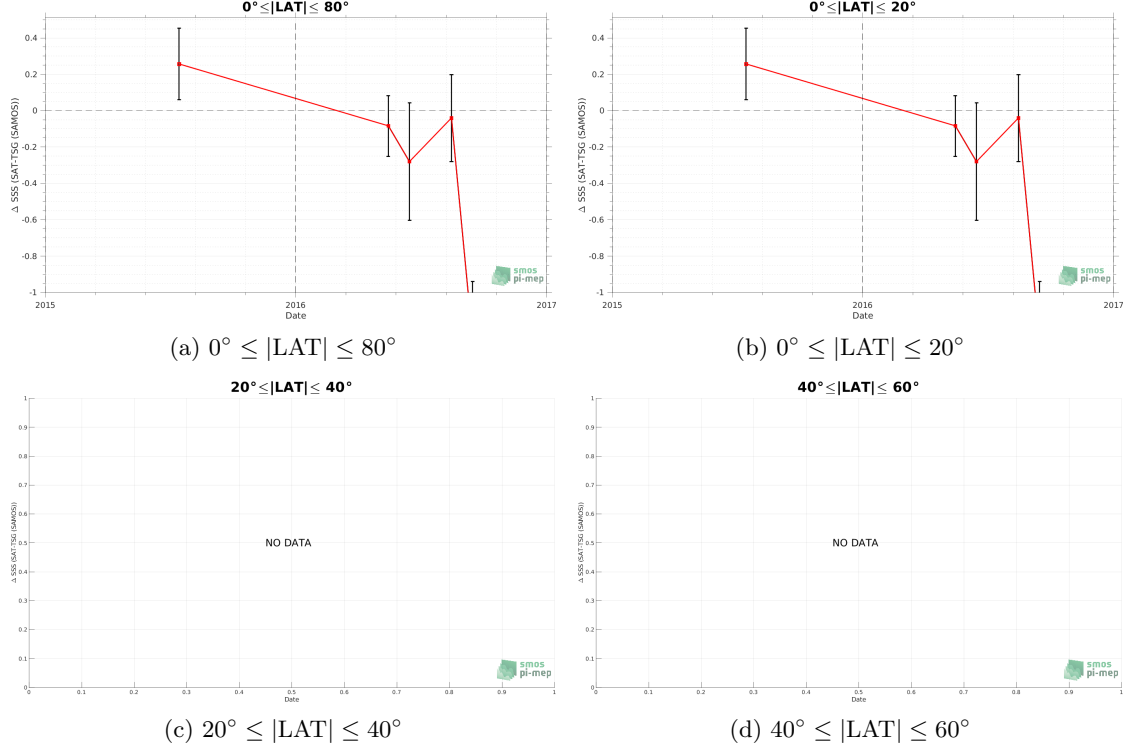 0°≤|LAT|≤ 80°
0.4
0.2
0
-0.2
-0.4
-0.6
-0.8
-1
Δ SSS (SAT-TSG (SAMOS))
2015
2016
2017
Date
smos
pi-mep
(a) 0° ≤ |LAT| ≤ 80°
0°≤|LAT|≤ 20°
0.4
0.2
0
-0.2
-0.4
-0.6
-0.8
-1
Δ SSS (SAT-TSG (SAMOS))
2015
2016
2017
Date
smos
pi-mep
(b) 0° ≤ |LAT| ≤ 20°
20°≤|LAT|≤ 40°
1
0.9
0.8
0.7
0.6
0.5
0.4
0.3
0.2
0.1
0
Δ SSS (SAT-TSG (SAMOS))
NO DATA
0 0.1 0.2 0.3 0.4 0.5 0.6 0.7 0.8 0.9 1
Date
smos
pi-mep
(c) 20° ≤ |LAT| ≤ 40°
40°≤|LAT|≤ 60°
1
0.9
0.8
0.7
0.6
0.5
0.4
0.3
0.2
0.1
0
Δ SSS (SAT-TSG (SAMOS))
NO DATA
0 0.1 0.2 0.3 0.4 0.5 0.6 0.7 0.8 0.9 1
Date
smos
pi-mep
(d) 40° ≤ |LAT| ≤ 60°